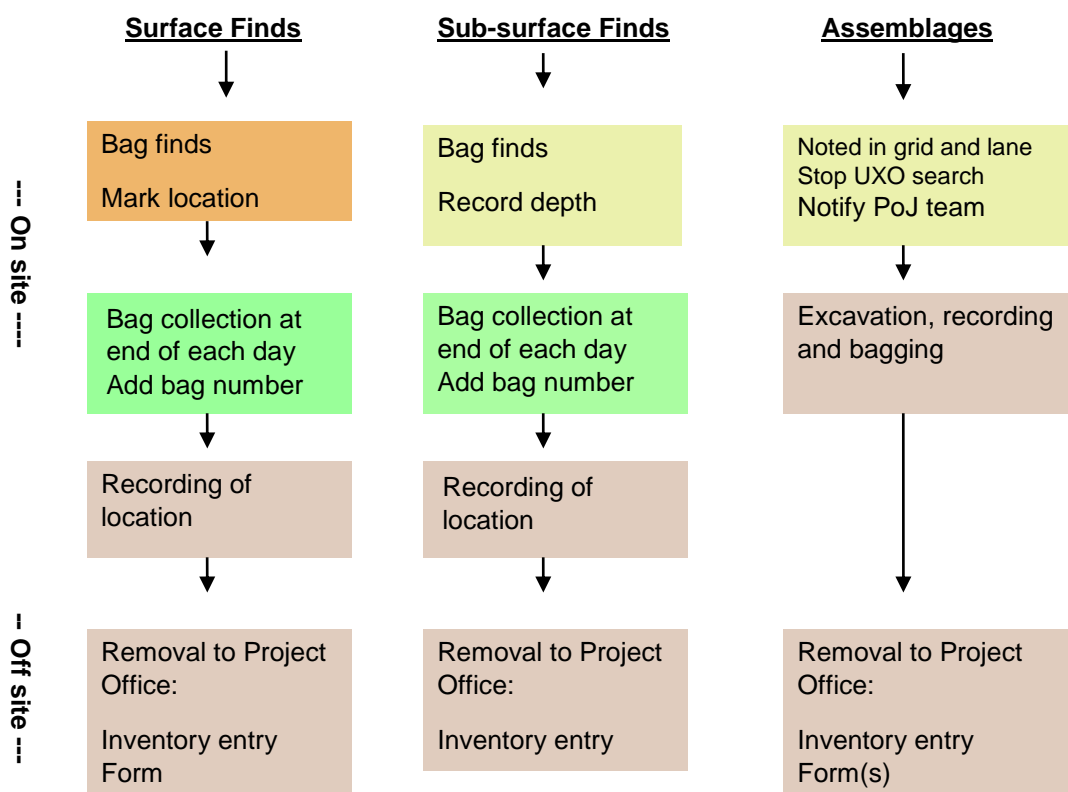 Surface Finds
Sub-surface Finds
Assemblages
--- On site ----
Bag finds
Mark location
Bag finds
Record depth
Noted in grid and lane
Stop UXO search
Notify PoJ team
Bag collection at
end of each day
Add bag number
Bag collection at
end of each day
Add bag number
Excavation, recording
and bagging
Recording of
location
Recording of
location
-- Off site ---
Removal to Project
Office:
Inventory entry
Form
Removal to Project
Office:
Inventory entry
Removal to Project
Office:
Inventory entry
Form(s)